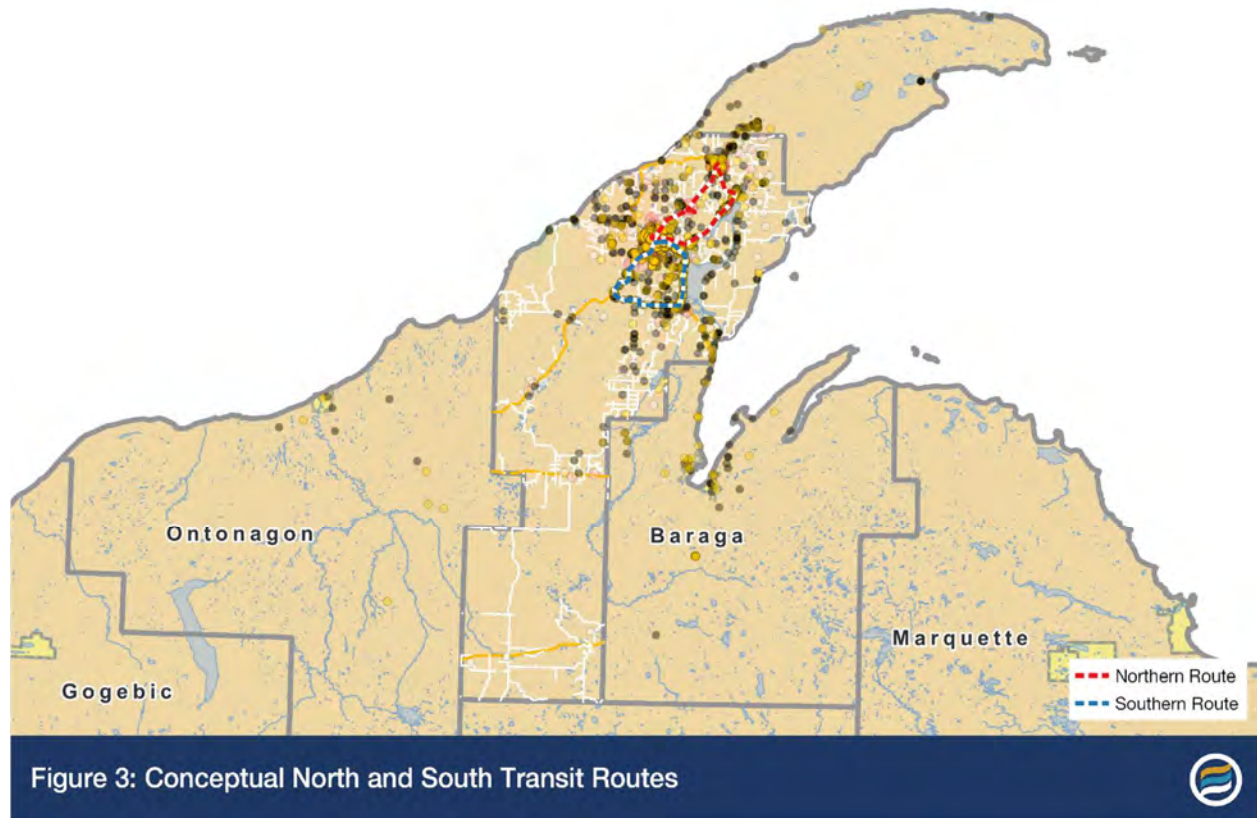 Ontonagon
Baraga
Marquette
Gogebic
Northern Route
Southern Route
Figure 3: Conceptual North and South Transit Routes